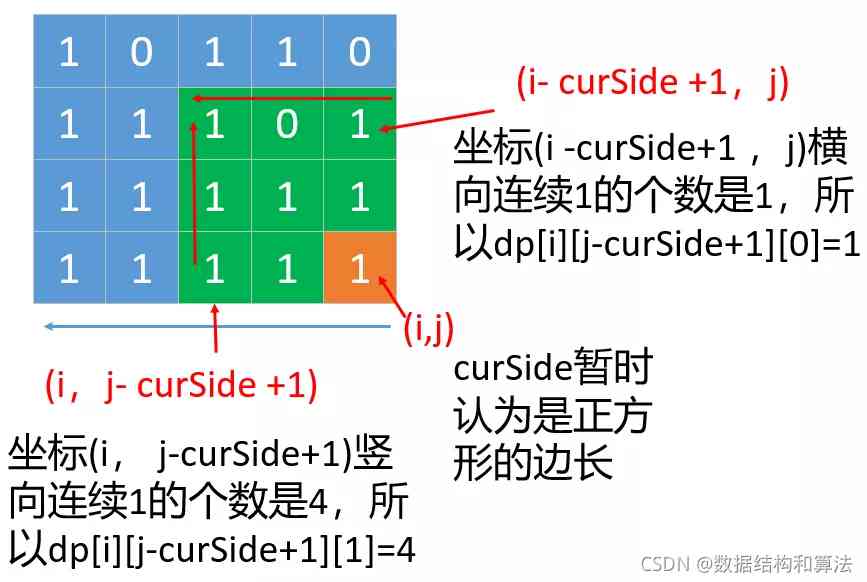 1 0 1 1 0
1 1 1 0 1
1 1 1 1 1
1 1 1 1 1
(i- curSide +1，j)
坐标(i -curSide+1 ，j)横
向连续1的个数是1，所
以dp[i][j-curSide+1][0]=1
(i,j)
(i，j- curSide +1)
curSide暂时
认为是正方
形的边长
坐标(i， j-curSide+1)竖
向连续1的个数是4，所
以dp[i][j-curSide+1][1]=4
CSDN @数据结构和算法